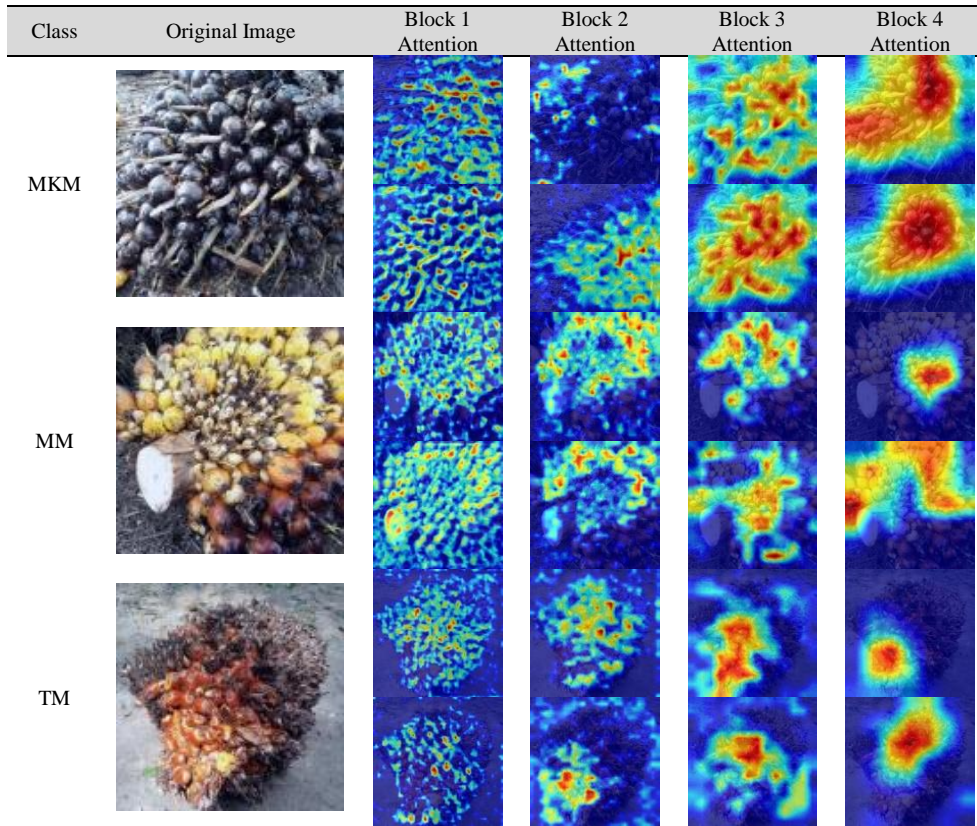 Class Original Image Block 1 Attention Block 2 Attention Block 3 Attention Block 4 Attention
MKM
MM
TM